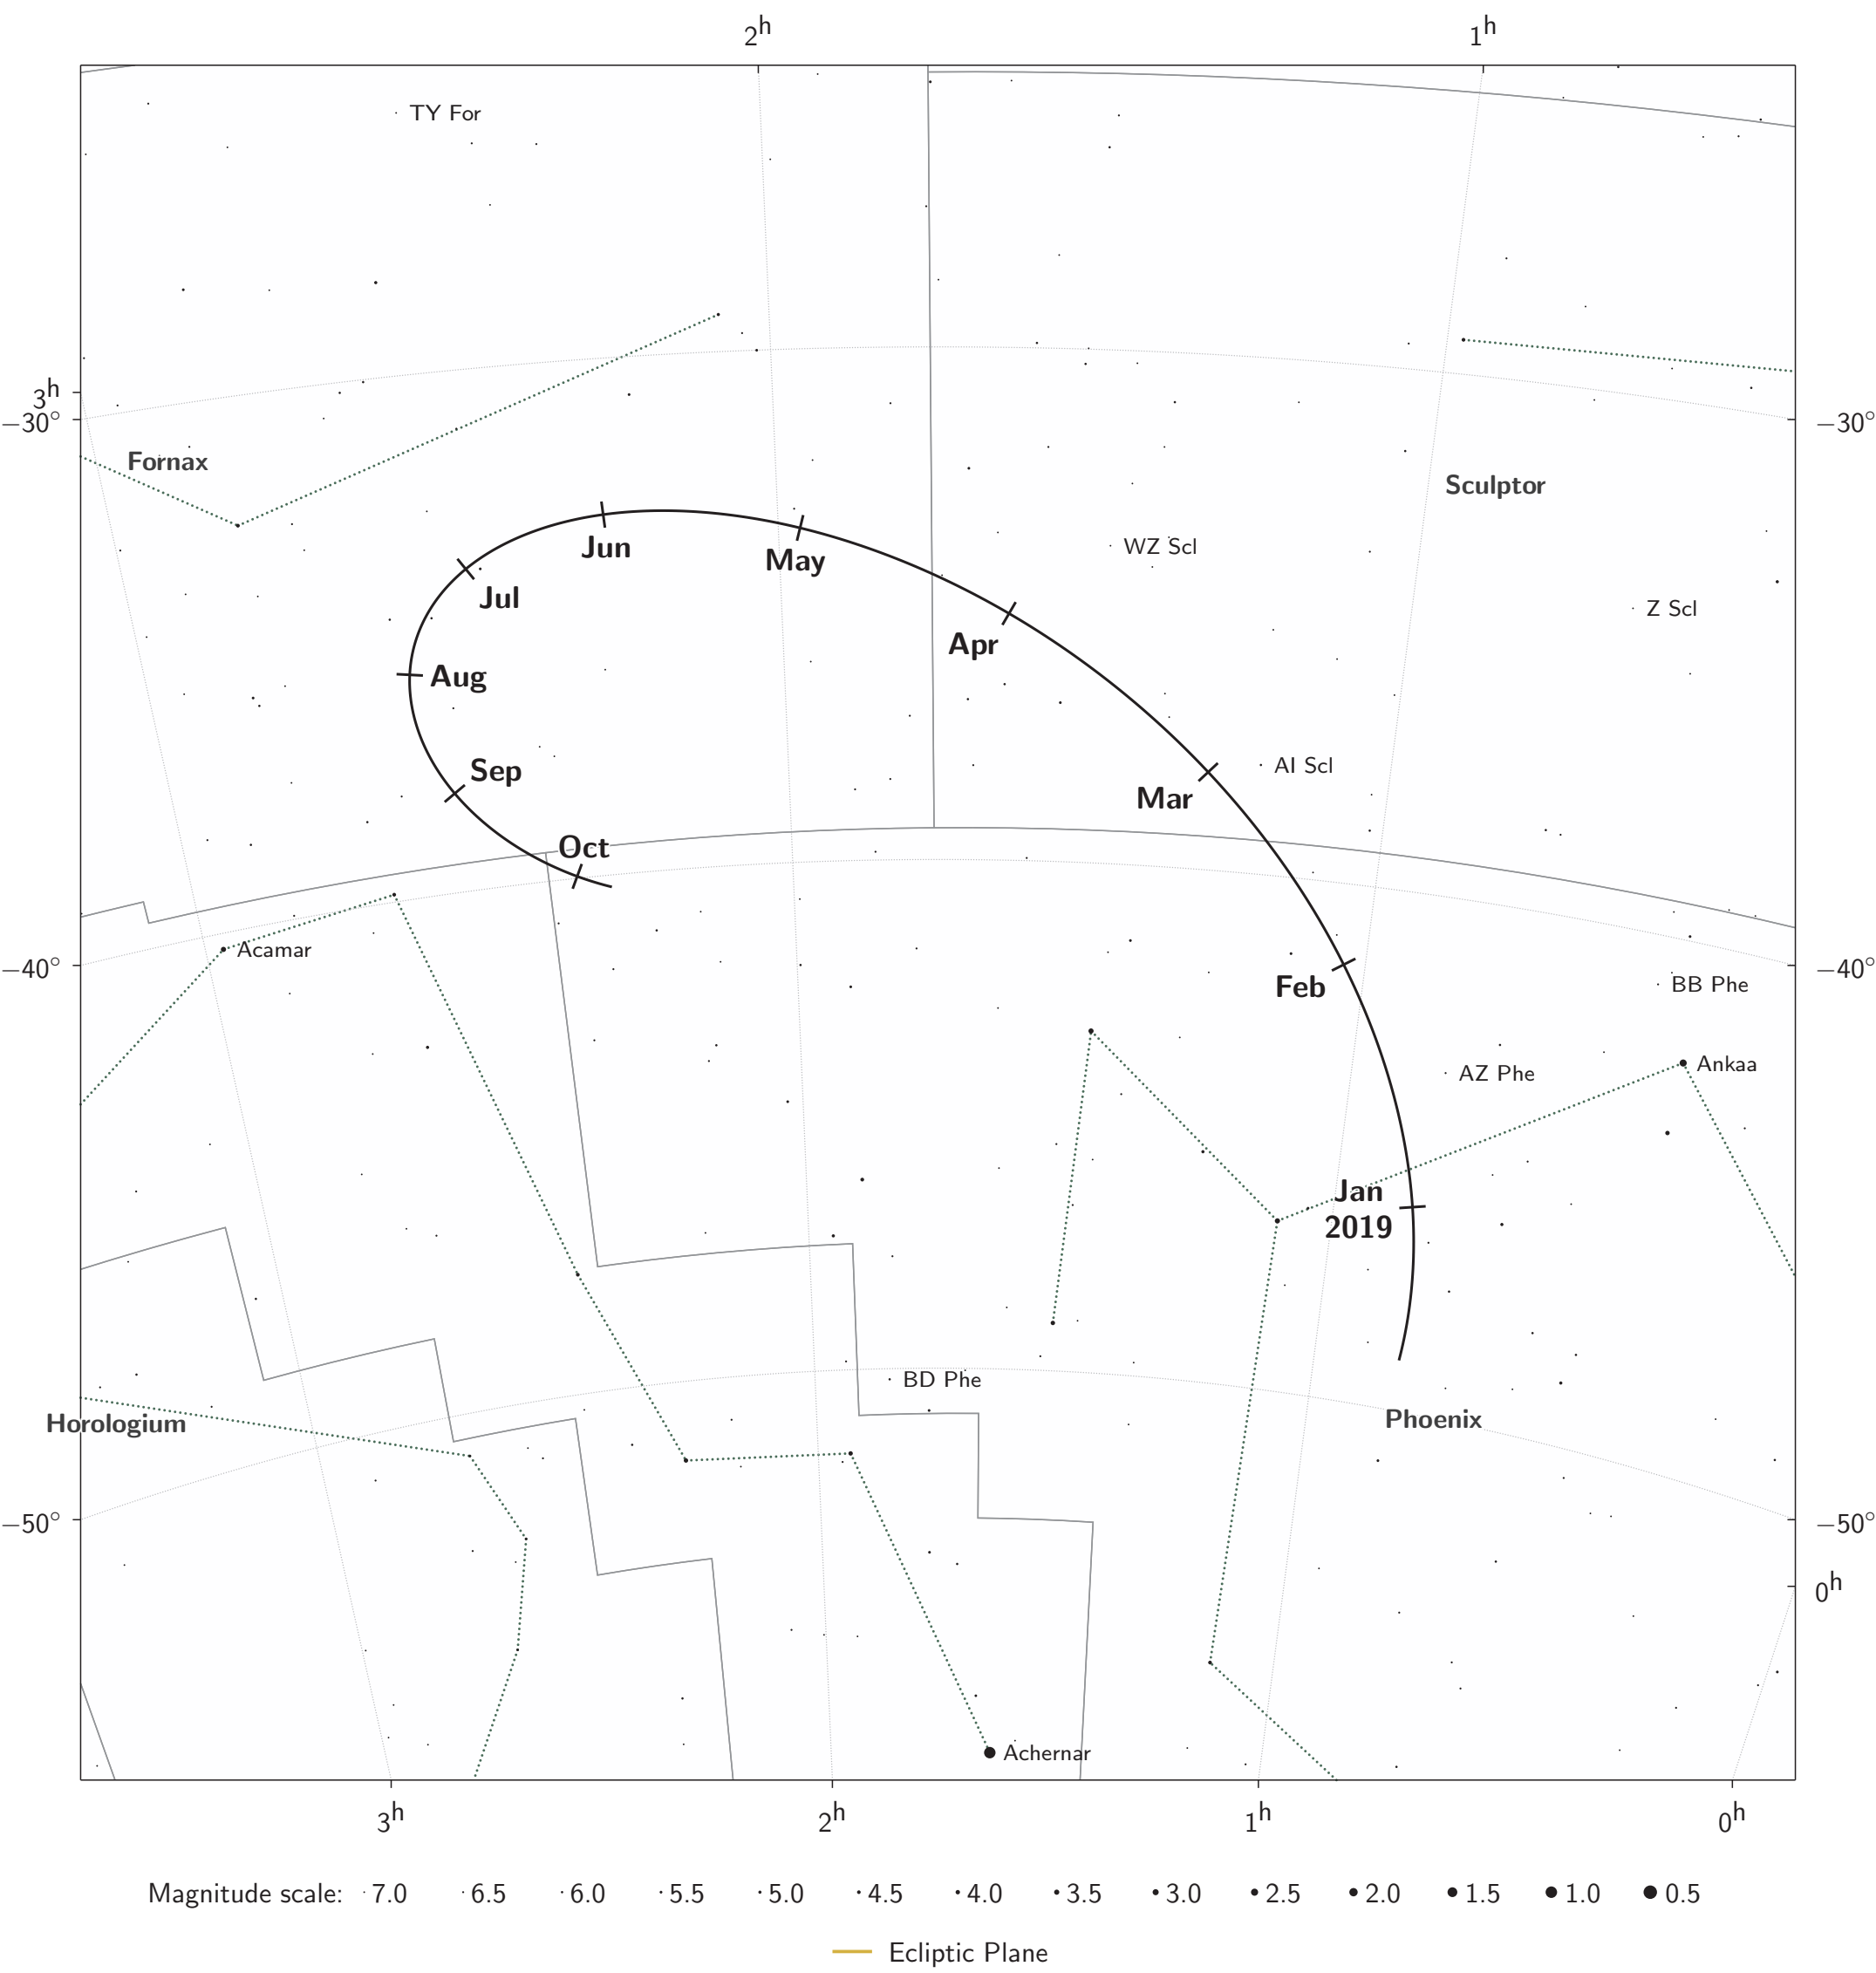 2h 1h
TY For
3h
−30° −30°
Fornax
Sculptor
Jun
WZ Scl
May
Jul
Z Scl
Apr
Aug
AI Scl
Sep
Mar
Oct
Acamar
−40° −40°
Feb
BB Phe
Ankaa
AZ Phe
Jan
2019
BD Phe
Horologium
Phoenix
−50° −50°
0h
Achernar
3h 2h 1h 0h
Magnitude scale: 7.0 6.5 6.0 5.5 5.0 4.5 4.0 3.5 3.0 2.5 2.0 1.5 1.0 0.5
Ecliptic Plane